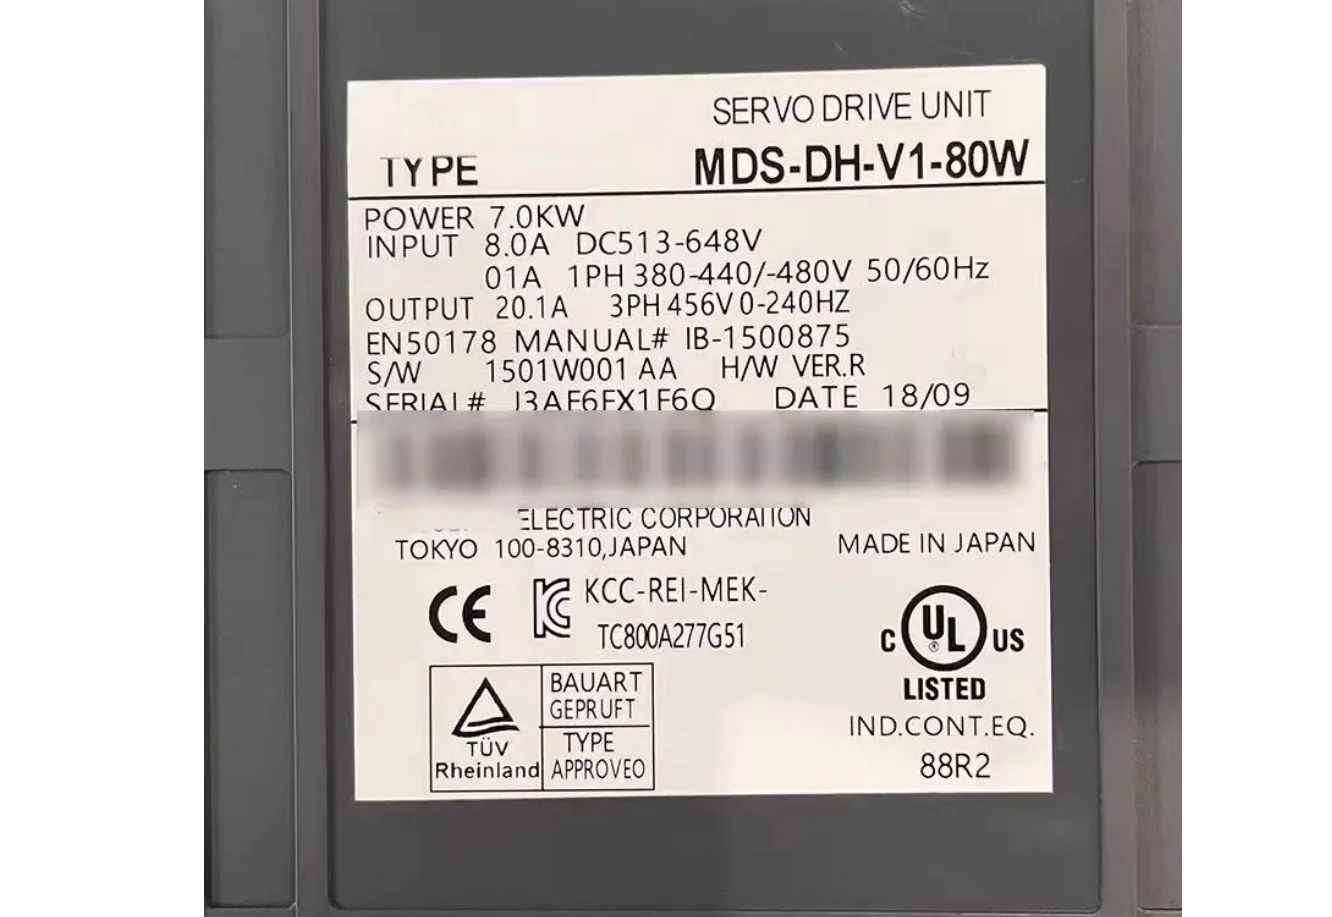 SERVO DRIVE UNIT
TYPE MDS-DH-V1-80W
POWER 7.0KW
INPUT 8.0A DC513-648V
01A 1PH 380-440/-480V 50/60Hz
OUTPUT 20.1A 3PH 456V 0-240HZ
EN50178 MANUAL# IB-1500875
S/W 1501W001 AA H/W VER.R
SERIAL# DATE 18/09
ELECTRIC CORPORATION
TOKYO 100-8310,JAPAN
MADE IN JAPAN
CE
KCC-REI-MEK-
TC800A277G51
C UL US
®
LISTED
IND.CONT.EQ.
88R2
TÜV
Rheinland
BAUART
GEPRUFT
TYPE
APPROVEO